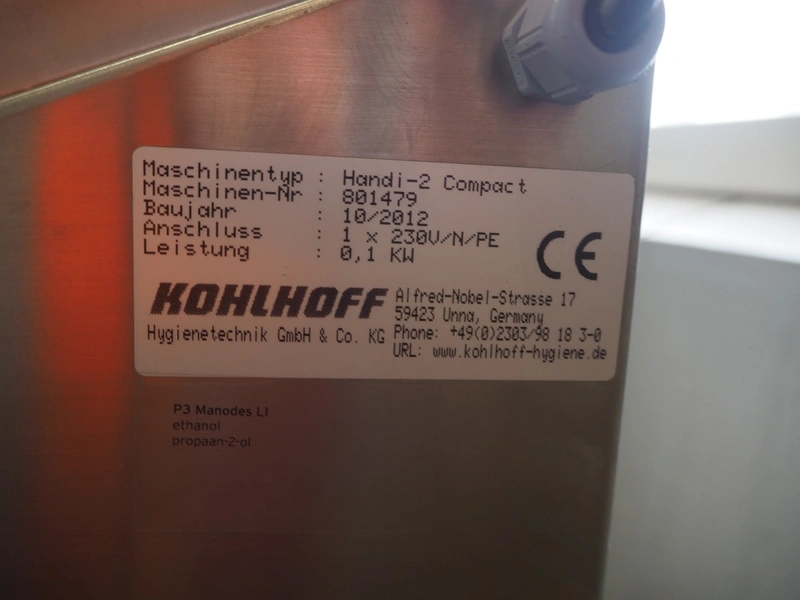 Maschinentyp : Handi-2 Compact
Maschinen-Nr : 801479
Baujahr : 10/2012
Anschluss : 1 x 230V/N/PE
Leistung : 0,1 KW
CE
KOHLHOFF
Hygienetechnik GmbH & Co. KG
Alfred-Nobel-Strasse 17
59423 Unna, Germany
Phone: +49(0)2303/98 18 3-0
URL: www.kohlhoff-hygiene.de
P3 Manodes LI
ethanol
propaan-2-ol